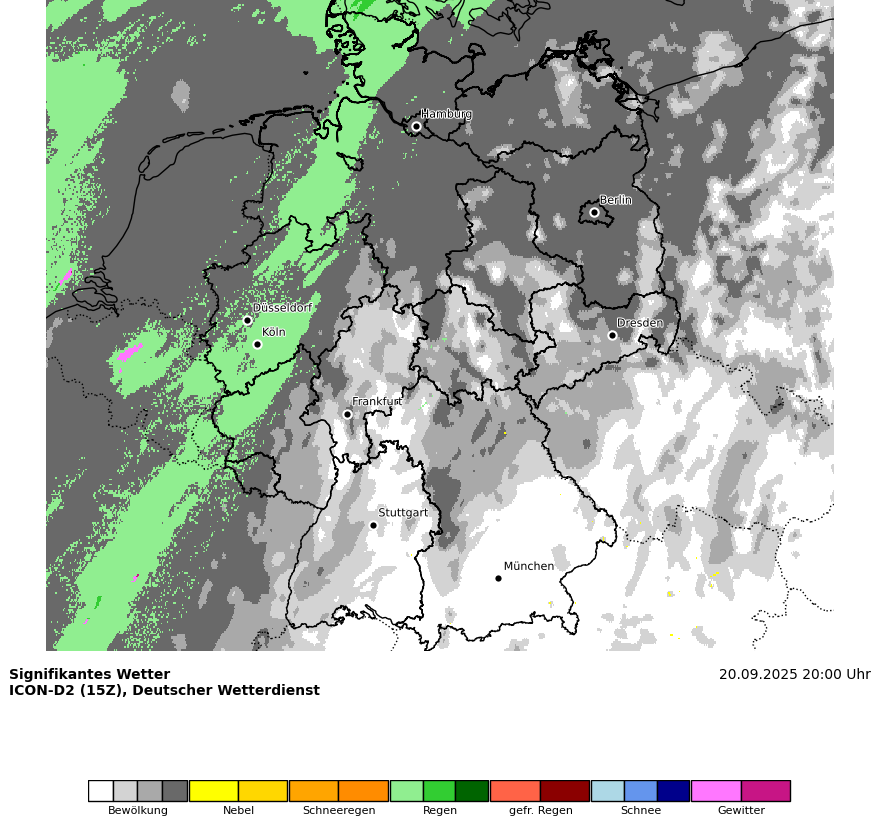 Hamburg
Berlin
Düsseldorf
Köln
Dresden
Frankfurt
Stuttgart
München
Signifikantes Wetter
20.09.2025 20:00 Uhr
ICON-D2 (15Z), Deutscher Wetterdienst
Bewölkung Nebel Schneeregen Regen gefr. Regen Schnee Gewitter